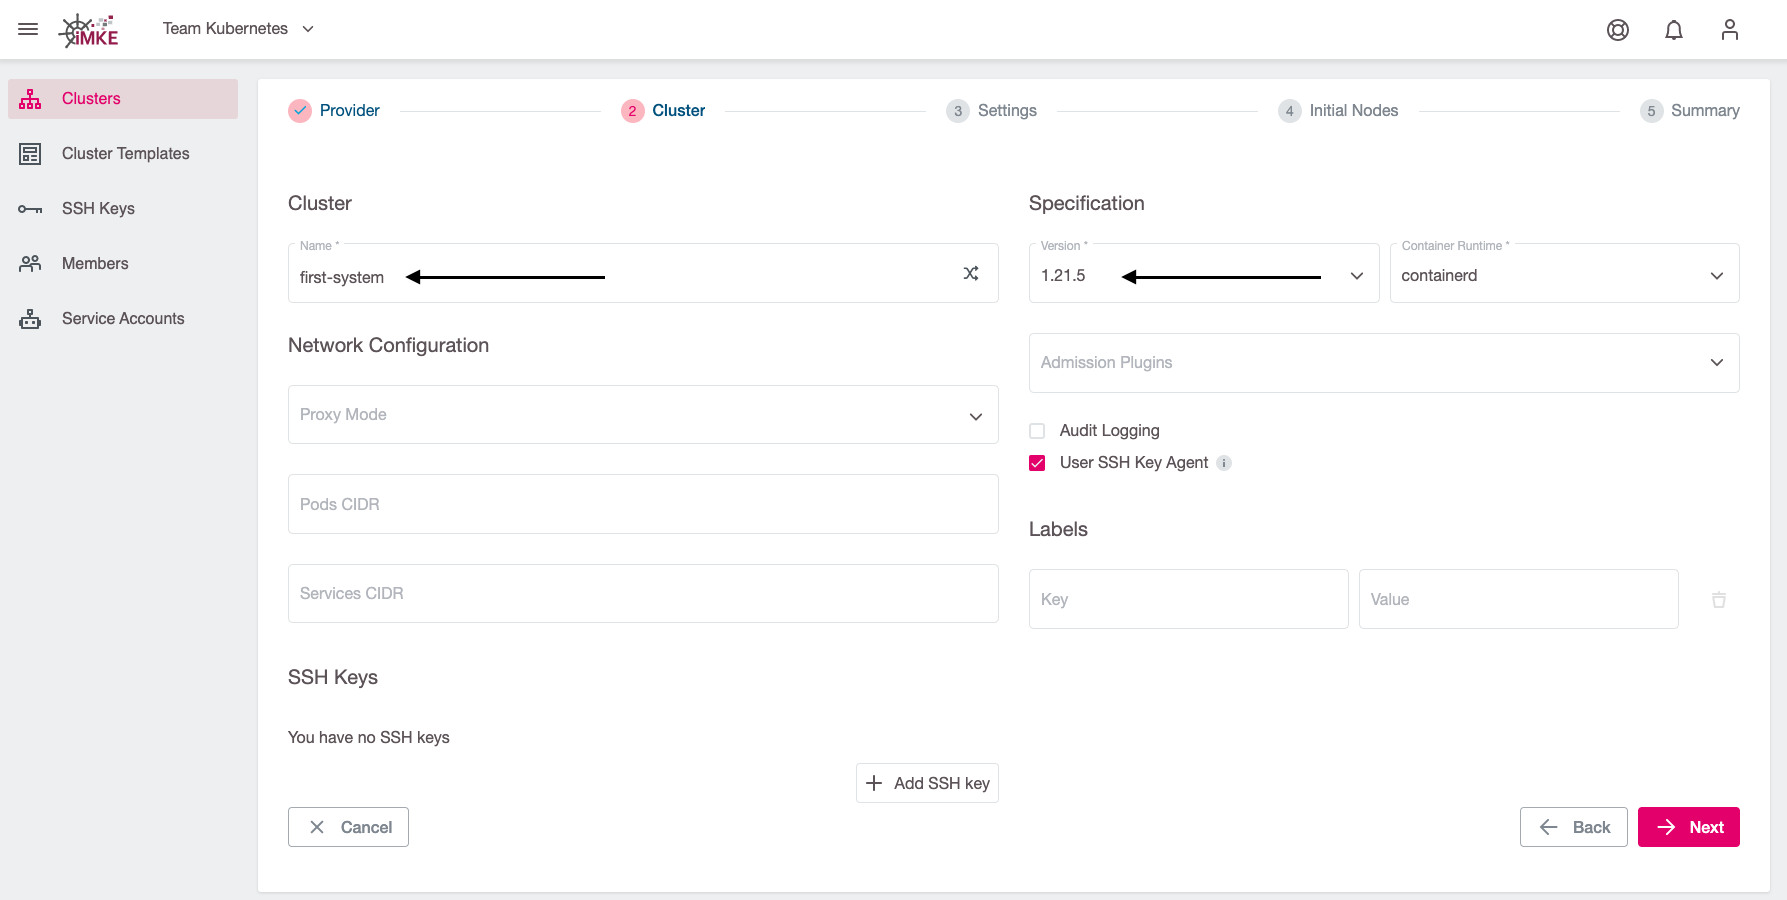 iMKE
Team Kubernetes
Clusters
Cluster Templates
SSH Keys
Members
Service Accounts
Provider
2 Cluster
3 Settings
4 Initial Nodes
5 Summary
Cluster
Name *
first-system
Network Configuration
Proxy Mode
Pods CIDR
Services CIDR
SSH Keys
You have no SSH keys
Add SSH key
Specification
Version *
1.21.5
Container Runtime *
containerd
Admission Plugins
Audit Logging
User SSH Key Agent i
Labels
Key
Value
Cancel
Back
Next